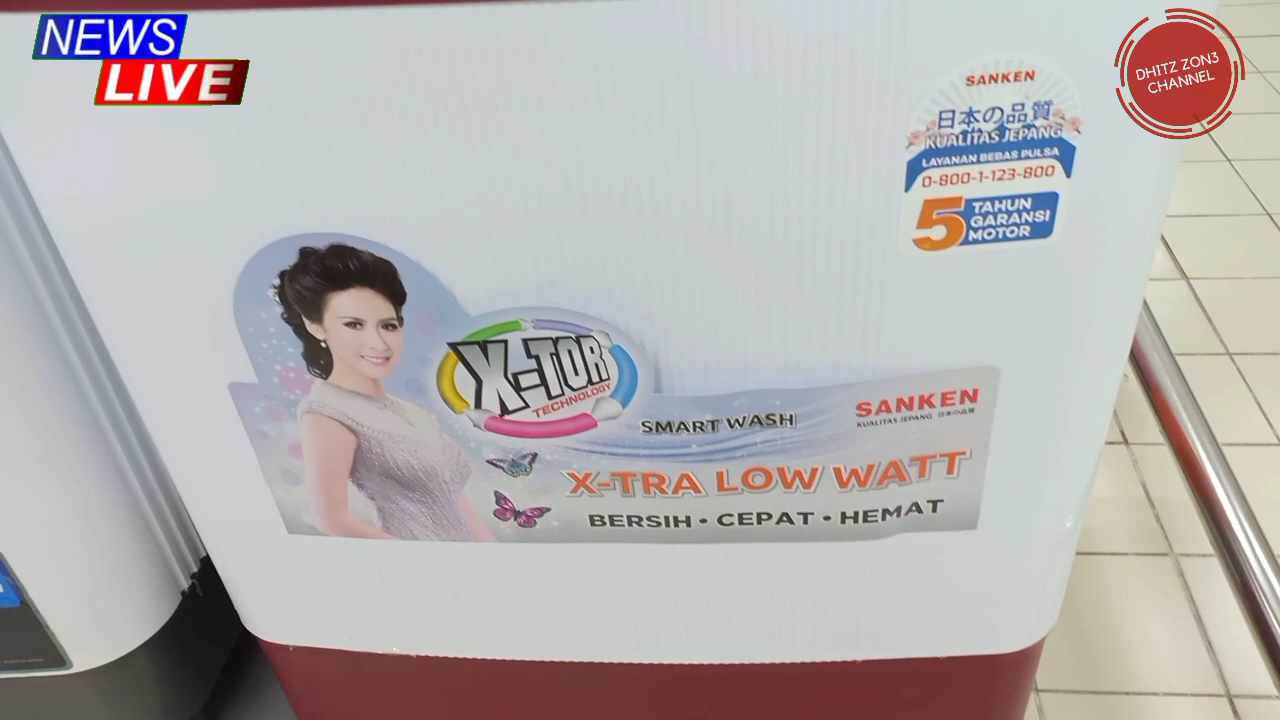 NEWS
LIVE
DHITZ ZON3
CHANNEL
SANKEN
日本の品質
KUALITAS JEPANG
LAYANAN BEBAS PULSA
0-800-1-123-800
5 TAHUN
GARANSI
MOTOR
X-TOR
TECHNOLOGY
SMART WASH
SANKEN
KUALITAS JEPANG 日本の品質
X-TRA LOW WATT
BERSIH • CEPAT • HEMAT